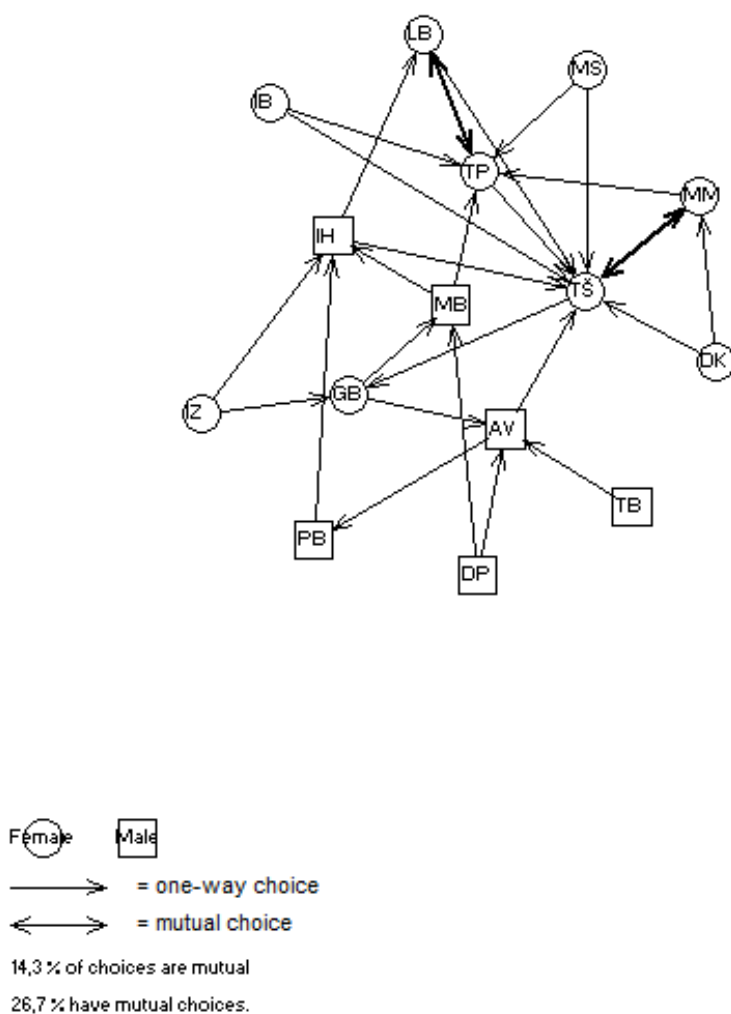 LB
MS
IB
TP
MM
IH
TŠ
MB
DK
GB
IZ
AV
TB
PB
DP
Female Male
= one-way choice
= mutual choice
14,3 % of choices are mutual
26,7 % have mutual choices.